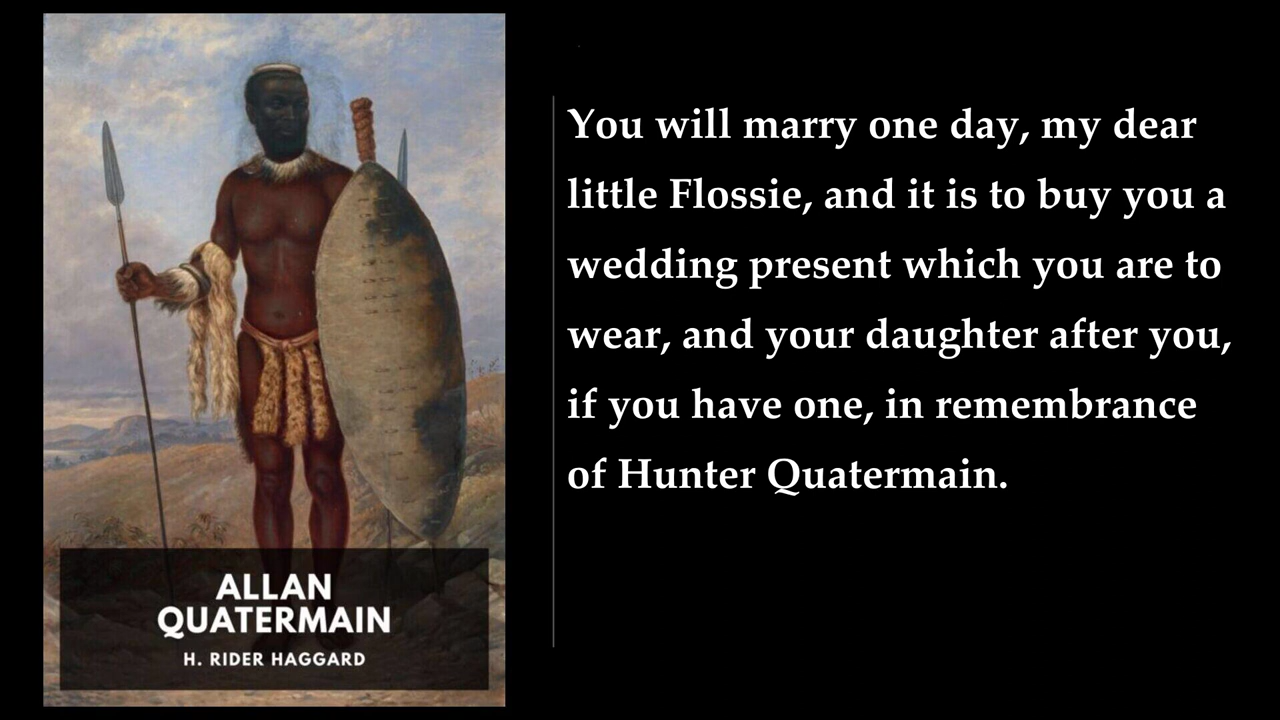 You will marry one day, my dear
little Flossie, and it is to buy you a
wedding present which you are to
wear, and your daughter after you,
if you have one, in remembrance
of Hunter Quatermain.
ALLAN
QUATERMAIN
H. RIDER HAGGARD